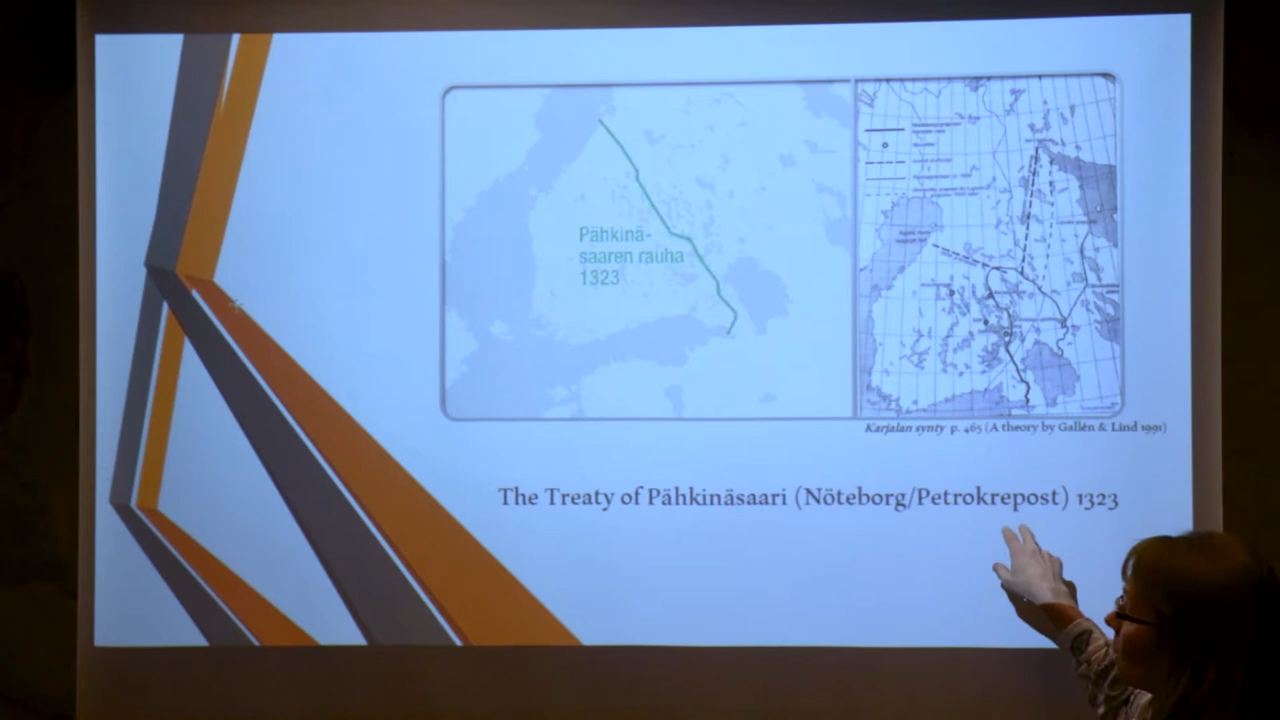 Pähkinä-
saaren rauha
1323
Karjalan synty p. 465 (A theory by Gallén & Lind 1991)
The Treaty of Pähkinäsaari (Nöteborg/Petrokrepost) 1323